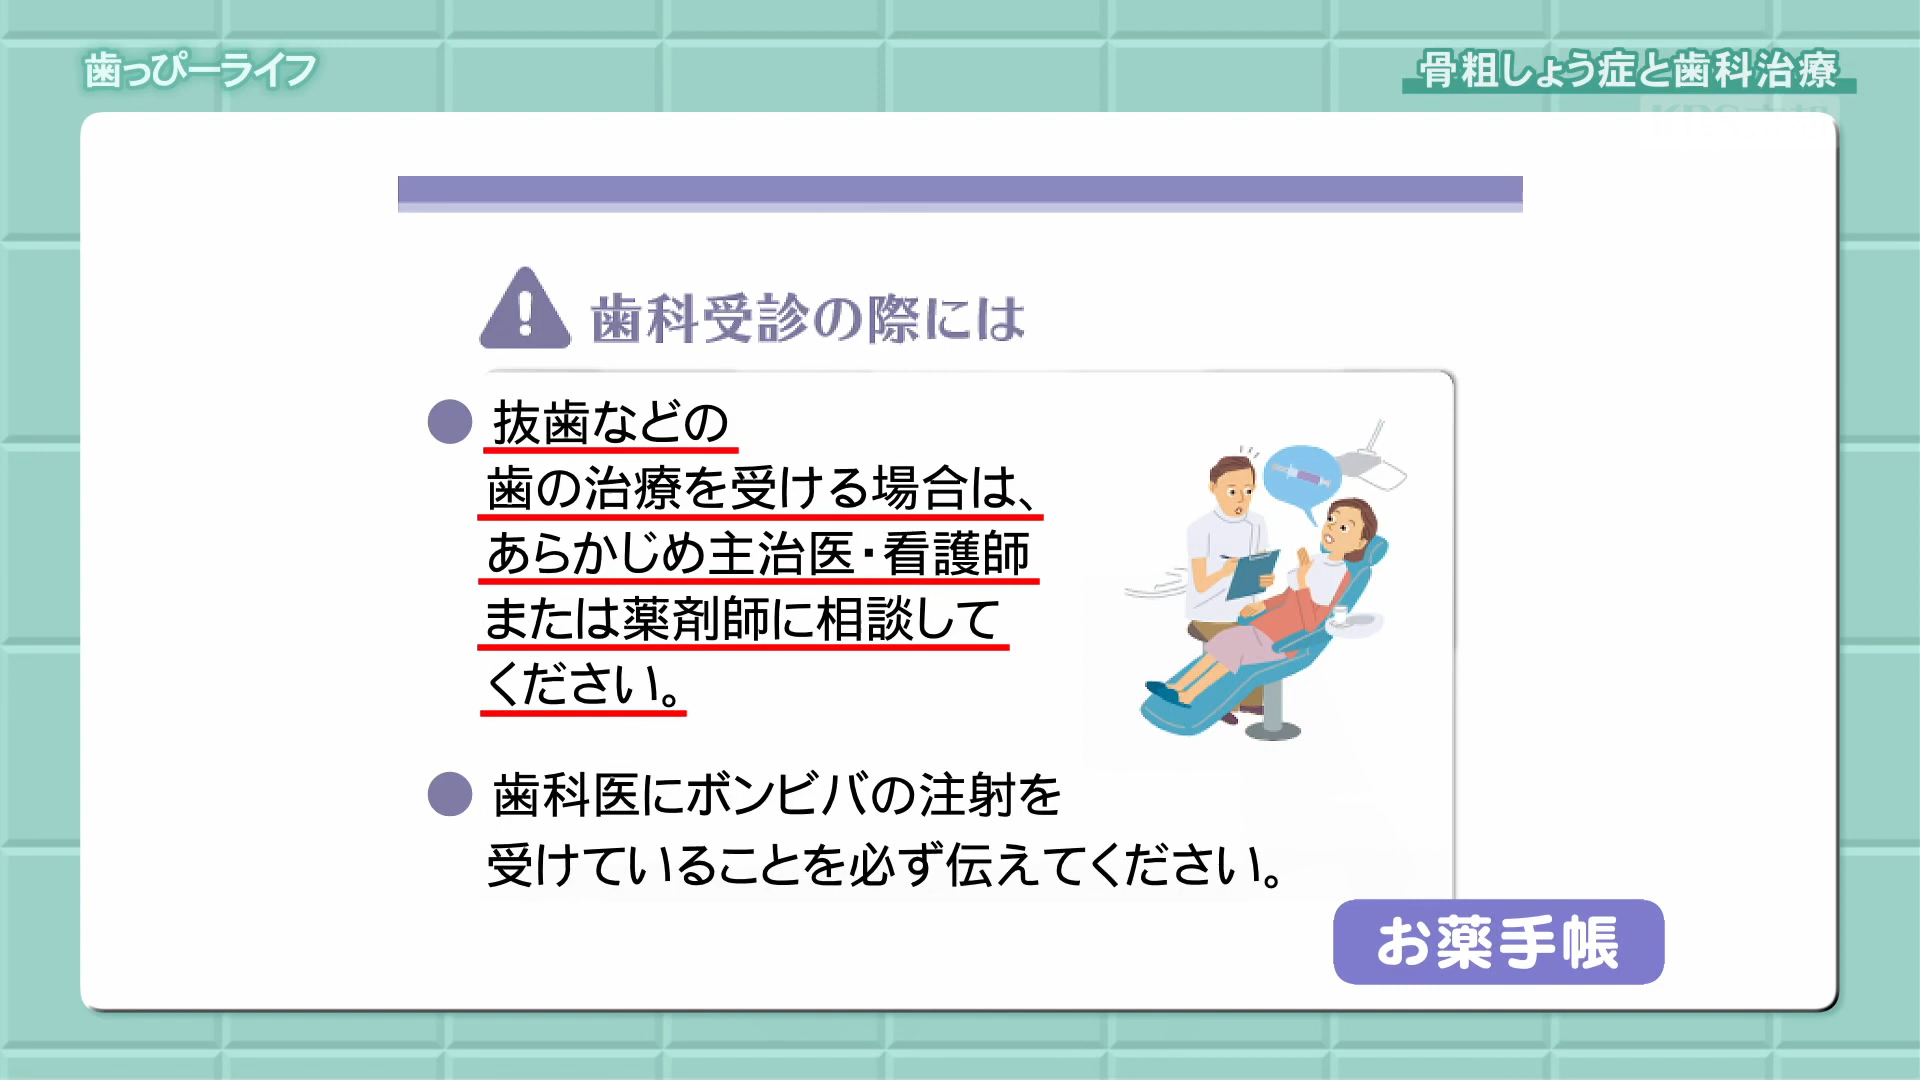 歯っぴーライフ
骨粗しょう症と歯科治療
歯科受診の際には
抜歯などの
歯の治療を受ける場合は、
あらかじめ主治医・看護師
または薬剤師に相談して
ください。
歯科医にボンビバの注射を
受けていることを必ず伝えてください。
お薬手帳